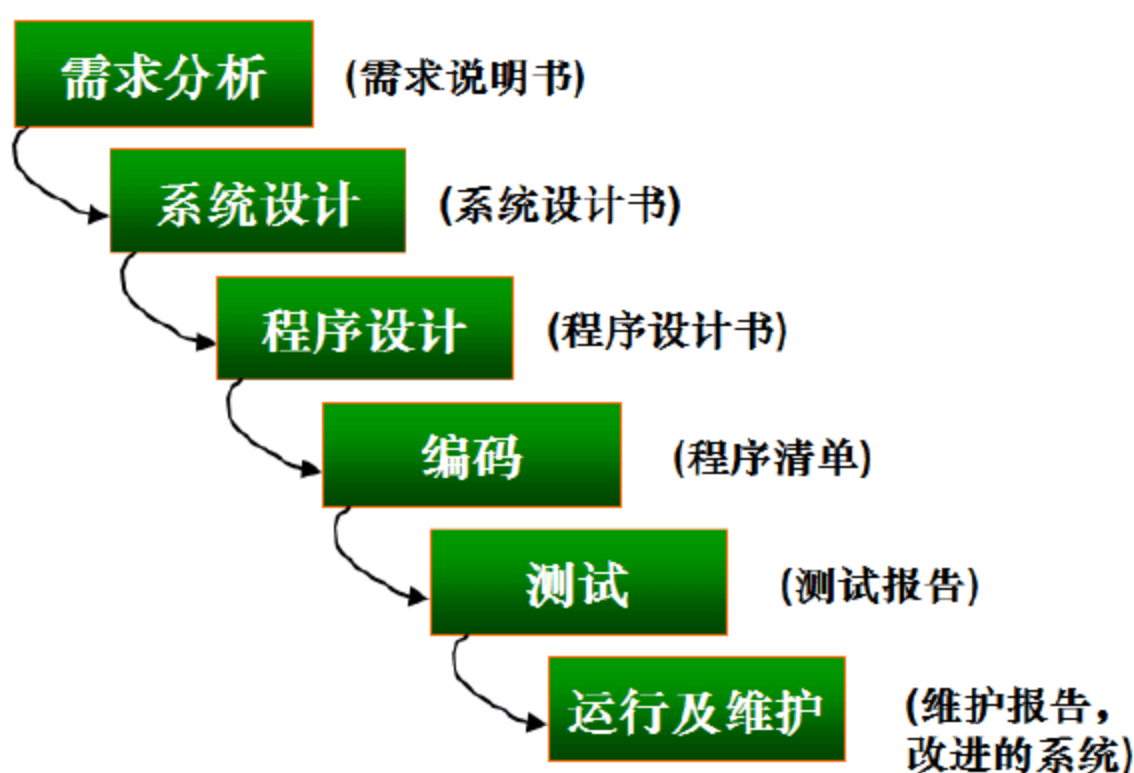 需求分析 (需求说明书)
系统设计 (系统设计书)
程序设计 (程序设计书)
编码 (程序清单)
测试 (测试报告)
运行及维护 (维护报告，
改进的系统)